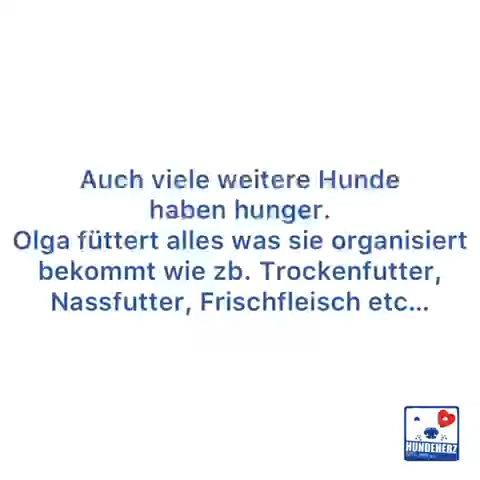 Auch viele weitere Hunde
haben hunger.
Olga füttert alles was sie organisiert
bekommt wie zb. Trockenfutter,
Nassfutter, Frischfleisch etc...
HUNDEHERZ